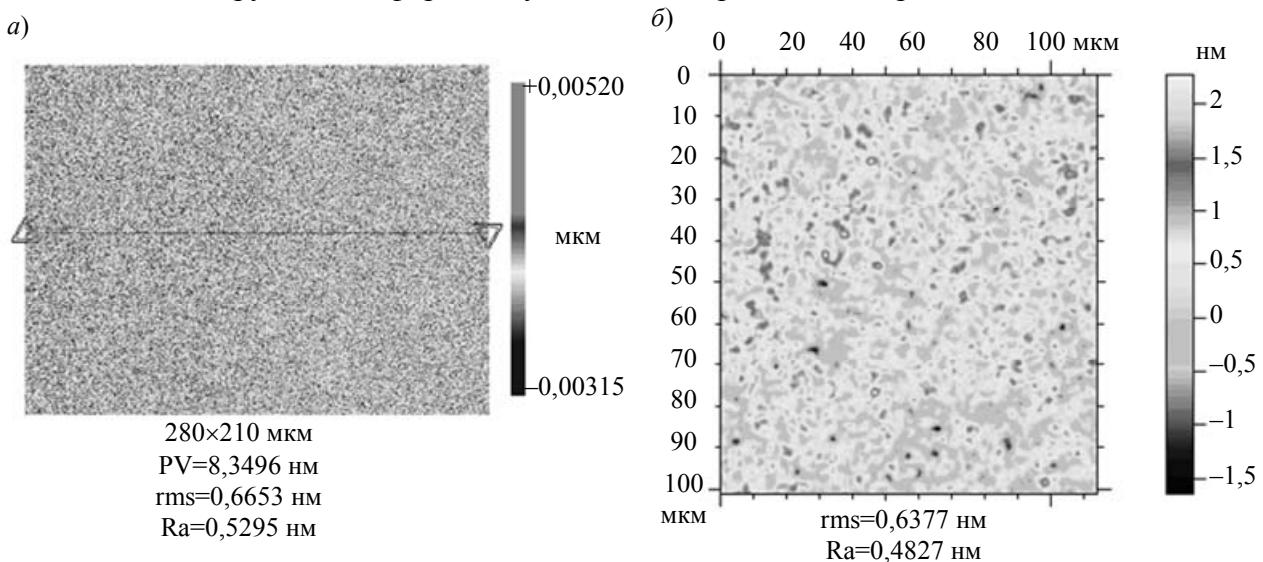 а)
+0,00520
мкм
–0,00315
280×210 мкм
PV=8,3496 нм
rms=0,6653 нм
Ra=0,5295 нм
б)
0 20 40 60 80 100 мкм
0
10
20
30
40
50
60
70
80
90
100
мкм
нм
2
1,5
1
0,5
0
–0,5
–1
–1,5
rms=0,6377 нм
Ra=0,4827 нм